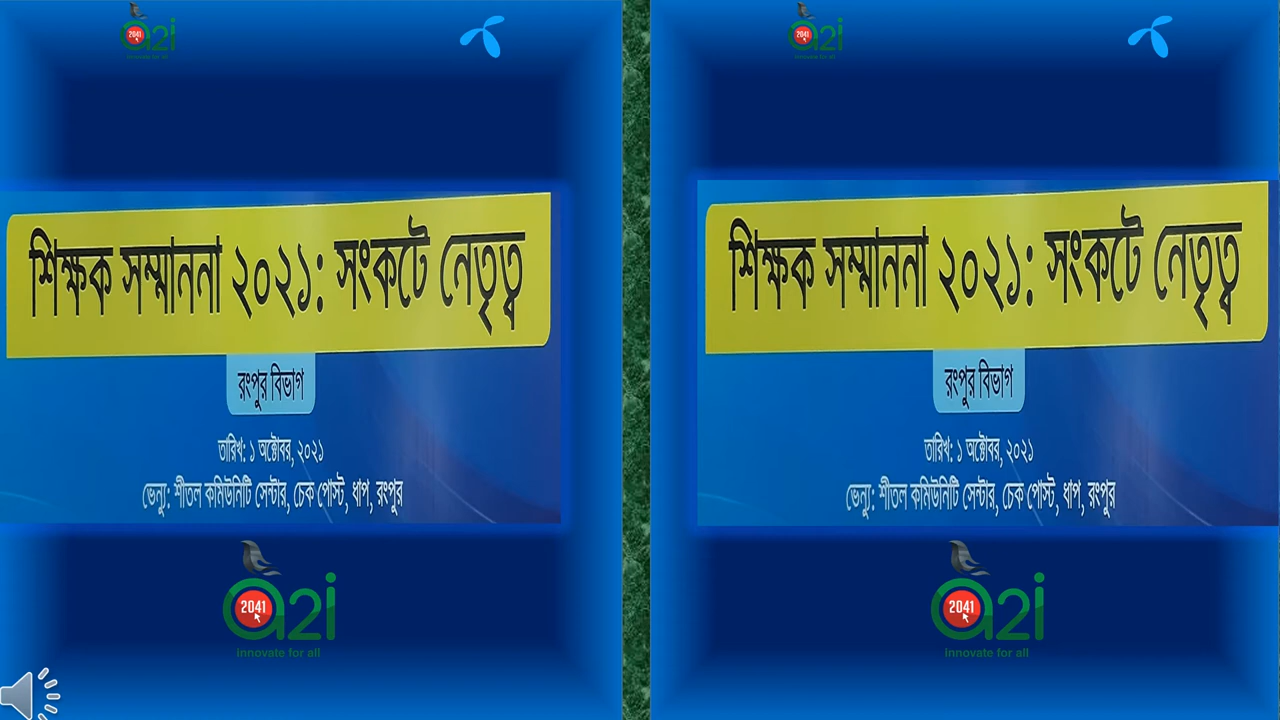 2041
a2i
innovate for all
2041
a2i
innovate for all
শিক্ষক সম্মাননা ২০২১: সংকটে নেতৃত্ব
রংপুর বিভাগ
তারিখ: ১ অক্টোবর, ২০২১
ভেন্যু: শীতল কমিউনিটি সেন্টার, চেক পোস্ট, ধাপ, রংপুর
2041
a2i
innovate for all
শিক্ষক সম্মাননা ২০২১: সংকটে নেতৃত্ব
রংপুর বিভাগ
তারিখ: ১ অক্টোবর, ২০২১
ভেন্যু: শীতল কমিউনিটি সেন্টার, চেক পোস্ট, ধাপ, রংপুর
2041
a2i
innovate for all